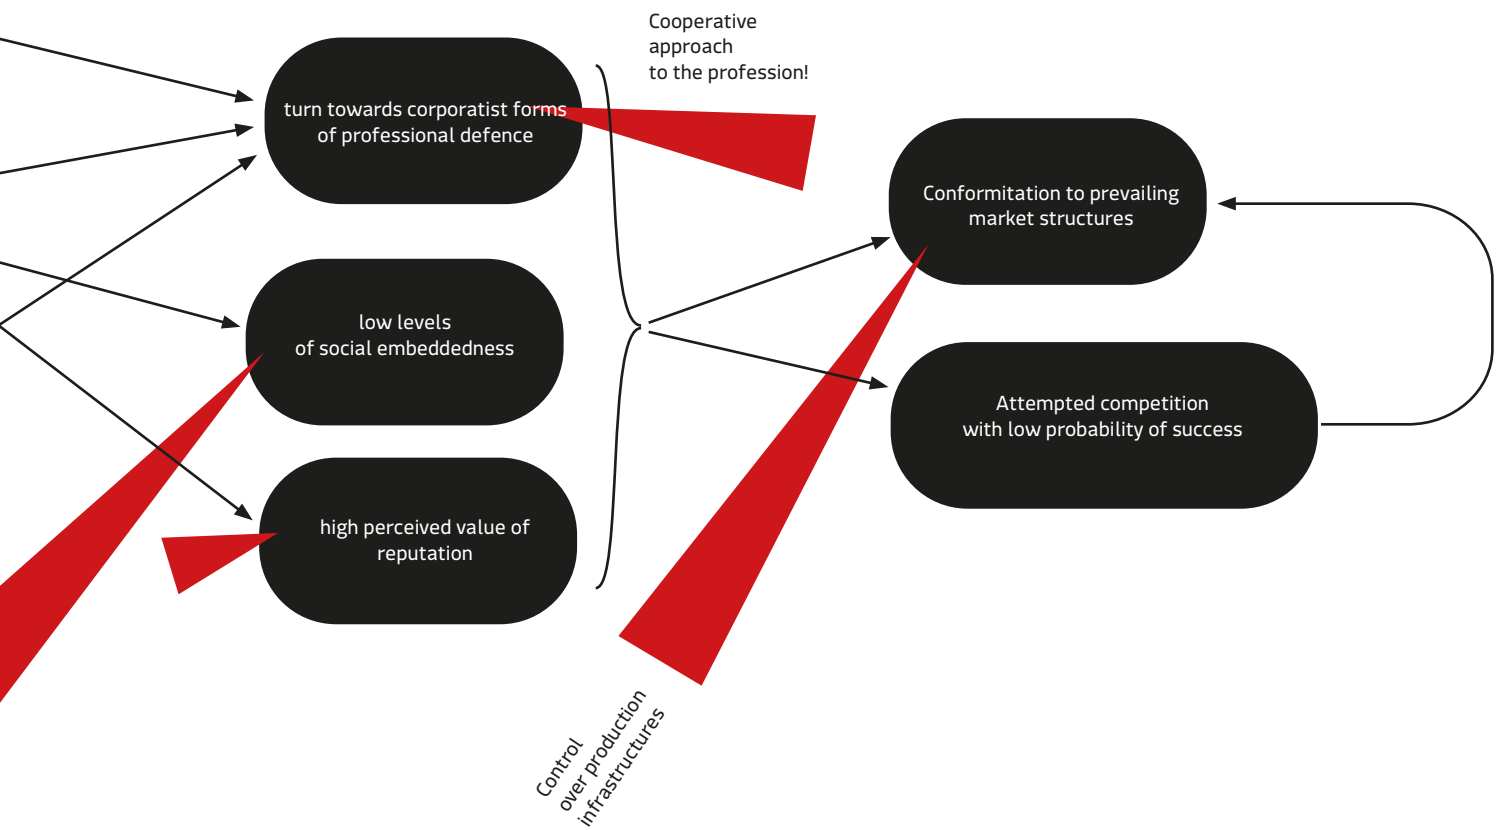 Cooperative
approach
to the profession!
turn towards corporatist forms
of professional defence
Conformitation to prevailing
market structures
low levels
of social embeddedness
Attempted competition
with low probability of success
high perceived value of
reputation
Control
over production
infrastructures